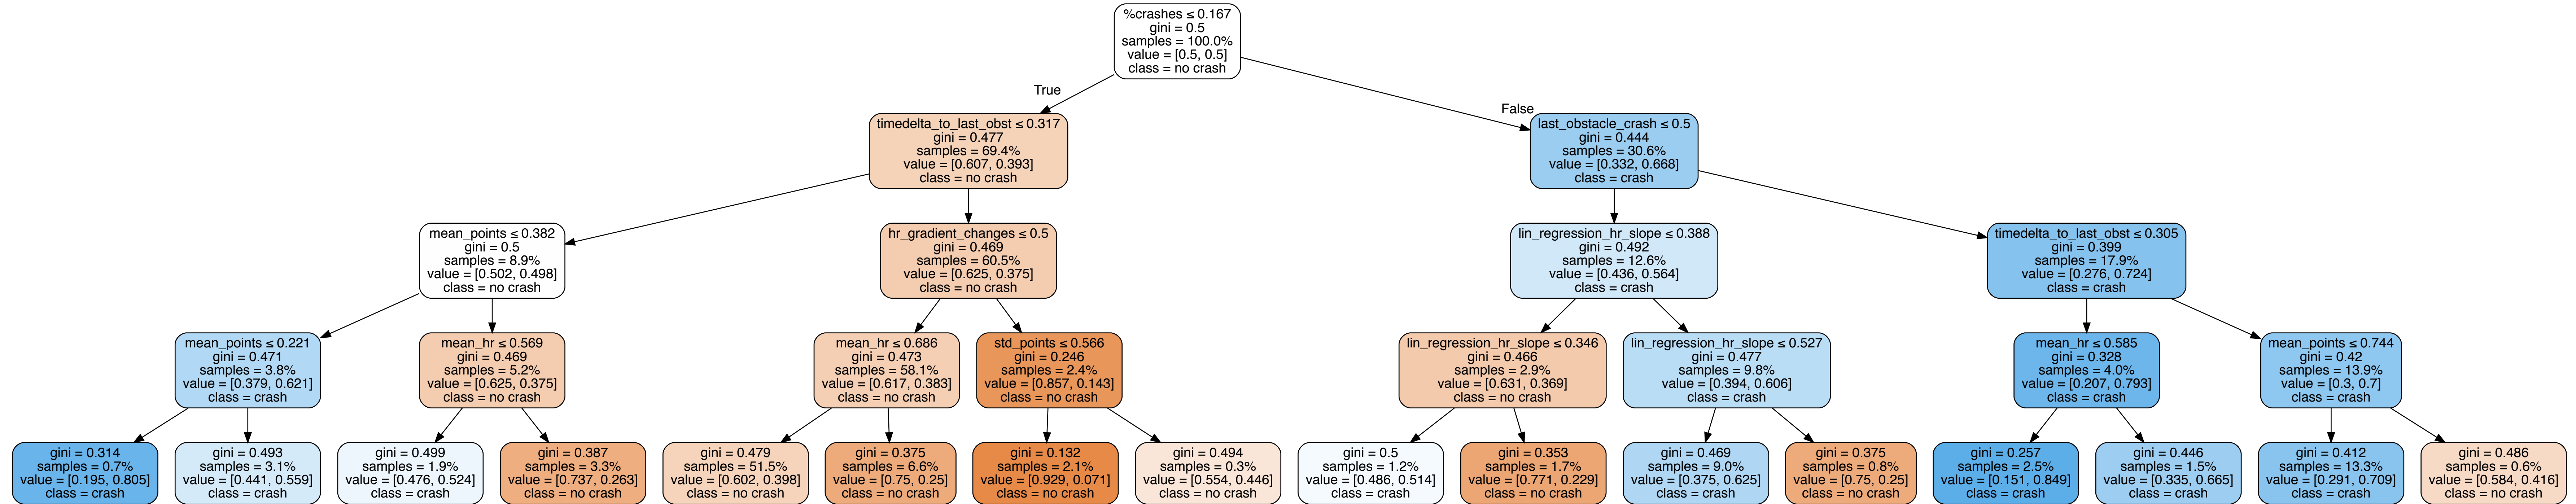 %crashes ≤ 0.167
gini = 0.5
samples = 100.0%
value = [0.5, 0.5]
class = no crash
True
False
timedelta_to_last_obst ≤ 0.317
gini = 0.477
samples = 69.4%
value = [0.607, 0.393]
class = no crash
last_obstacle_crash ≤ 0.5
gini = 0.444
samples = 30.6%
value = [0.332, 0.668]
class = crash
mean_points ≤ 0.382
gini = 0.5
samples = 8.9%
value = [0.502, 0.498]
class = no crash
hr_gradient_changes ≤ 0.5
gini = 0.469
samples = 60.5%
value = [0.625, 0.375]
class = no crash
lin_regression_hr_slope ≤ 0.388
gini = 0.492
samples = 12.6%
value = [0.436, 0.564]
class = crash
timedelta_to_last_obst ≤ 0.305
gini = 0.399
samples = 17.9%
value = [0.276, 0.724]
class = crash
mean_points ≤ 0.221
gini = 0.471
samples = 3.8%
value = [0.379, 0.621]
class = crash
mean_hr ≤ 0.569
gini = 0.469
samples = 5.2%
value = [0.625, 0.375]
class = no crash
mean_hr ≤ 0.686
gini = 0.473
samples = 58.1%
value = [0.617, 0.383]
class = no crash
std_points ≤ 0.566
gini = 0.246
samples = 2.4%
value = [0.857, 0.143]
class = no crash
lin_regression_hr_slope ≤ 0.346
gini = 0.466
samples = 2.9%
value = [0.631, 0.369]
class = no crash
lin_regression_hr_slope ≤ 0.527
gini = 0.477
samples = 9.8%
value = [0.394, 0.606]
class = crash
mean_hr ≤ 0.585
gini = 0.328
samples = 4.0%
value = [0.207, 0.793]
class = crash
mean_points ≤ 0.744
gini = 0.42
samples = 13.9%
value = [0.3, 0.7]
class = crash
gini = 0.314
samples = 0.7%
value = [0.195, 0.805]
class = crash
gini = 0.493
samples = 3.1%
value = [0.441, 0.559]
class = crash
gini = 0.499
samples = 1.9%
value = [0.476, 0.524]
class = crash
gini = 0.387
samples = 3.3%
value = [0.737, 0.263]
class = no crash
gini = 0.479
samples = 51.5%
value = [0.602, 0.398]
class = no crash
gini = 0.375
samples = 6.6%
value = [0.75, 0.25]
class = no crash
gini = 0.132
samples = 2.1%
value = [0.929, 0.071]
class = no crash
gini = 0.494
samples = 0.3%
value = [0.554, 0.446]
class = no crash
gini = 0.5
samples = 1.2%
value = [0.486, 0.514]
class = crash
gini = 0.353
samples = 1.7%
value = [0.771, 0.229]
class = no crash
gini = 0.469
samples = 9.0%
value = [0.375, 0.625]
class = crash
gini = 0.375
samples = 0.8%
value = [0.75, 0.25]
class = no crash
gini = 0.257
samples = 2.5%
value = [0.151, 0.849]
class = crash
gini = 0.446
samples = 1.5%
value = [0.335, 0.665]
class = crash
gini = 0.412
samples = 13.3%
value = [0.291, 0.709]
class = crash
gini = 0.486
samples = 0.6%
value = [0.584, 0.416]
class = no crash